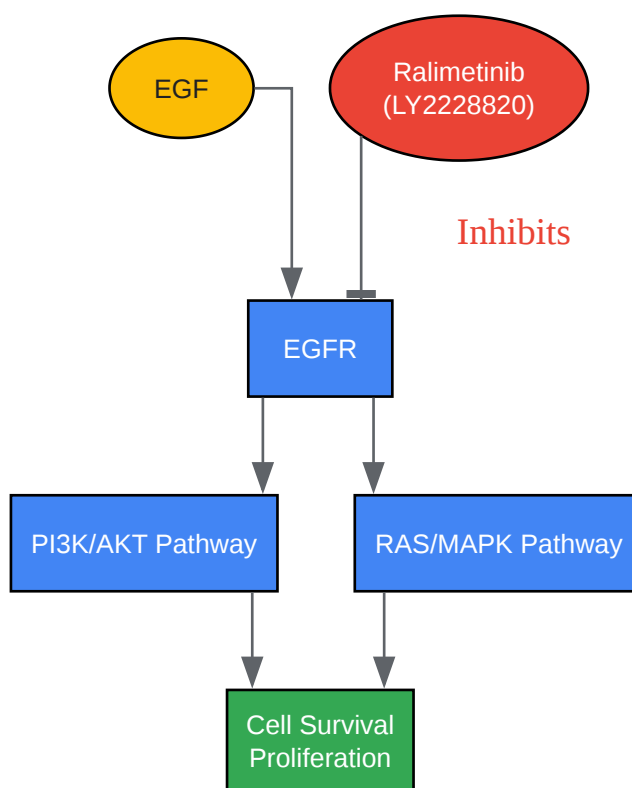 EGF
Ralimetinib
(LY2228820)
Inhibits
EGFR
PI3K/AKT Pathway
RAS/MAPK Pathway
Cell Survival
Proliferation